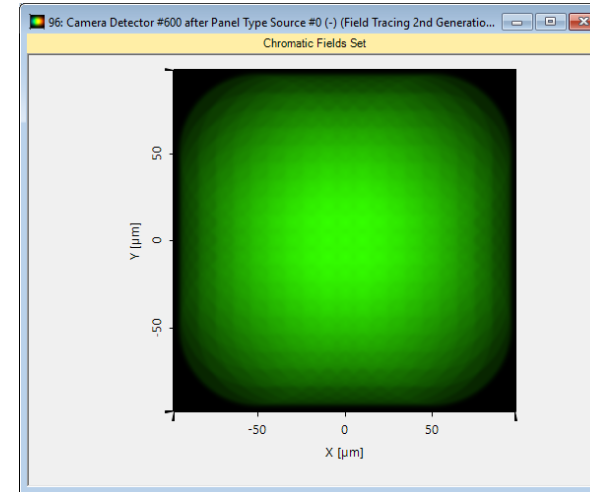 96: Camera Detector #600 after Panel Type Source #0 (-) (Field Tracing 2nd Generatio...
Chromatic Fields Set
50
0
-50
Y [µm]
-50 0 50
X [µm]